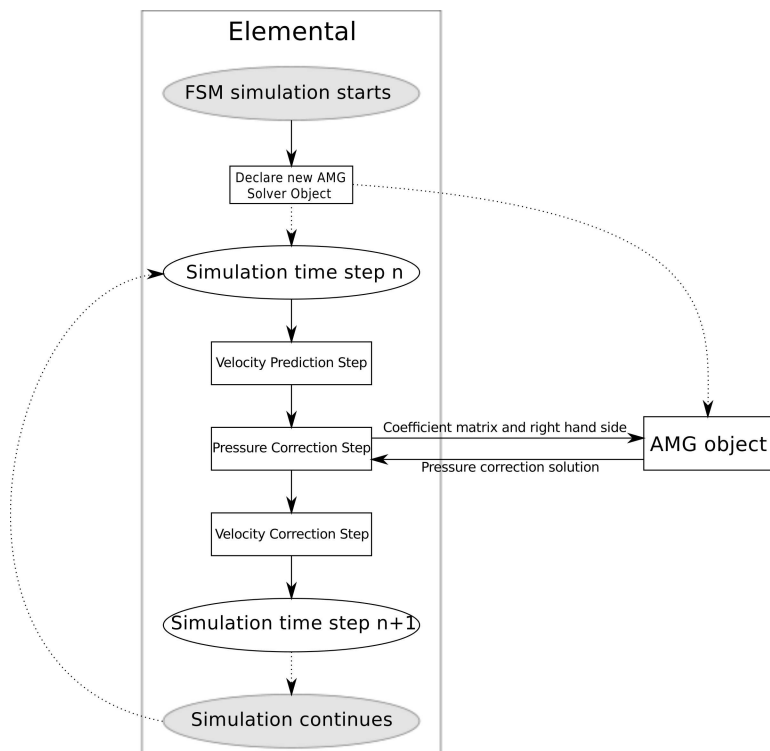 Elemental
FSM simulation starts
Declare new AMG
Solver Object
Simulation time step n
Velocity Prediction Step
Pressure Correction Step
Coefficient matrix and right hand side
AMG object
Pressure correction solution
Velocity Correction Step
Simulation time step n+1
Simulation continues